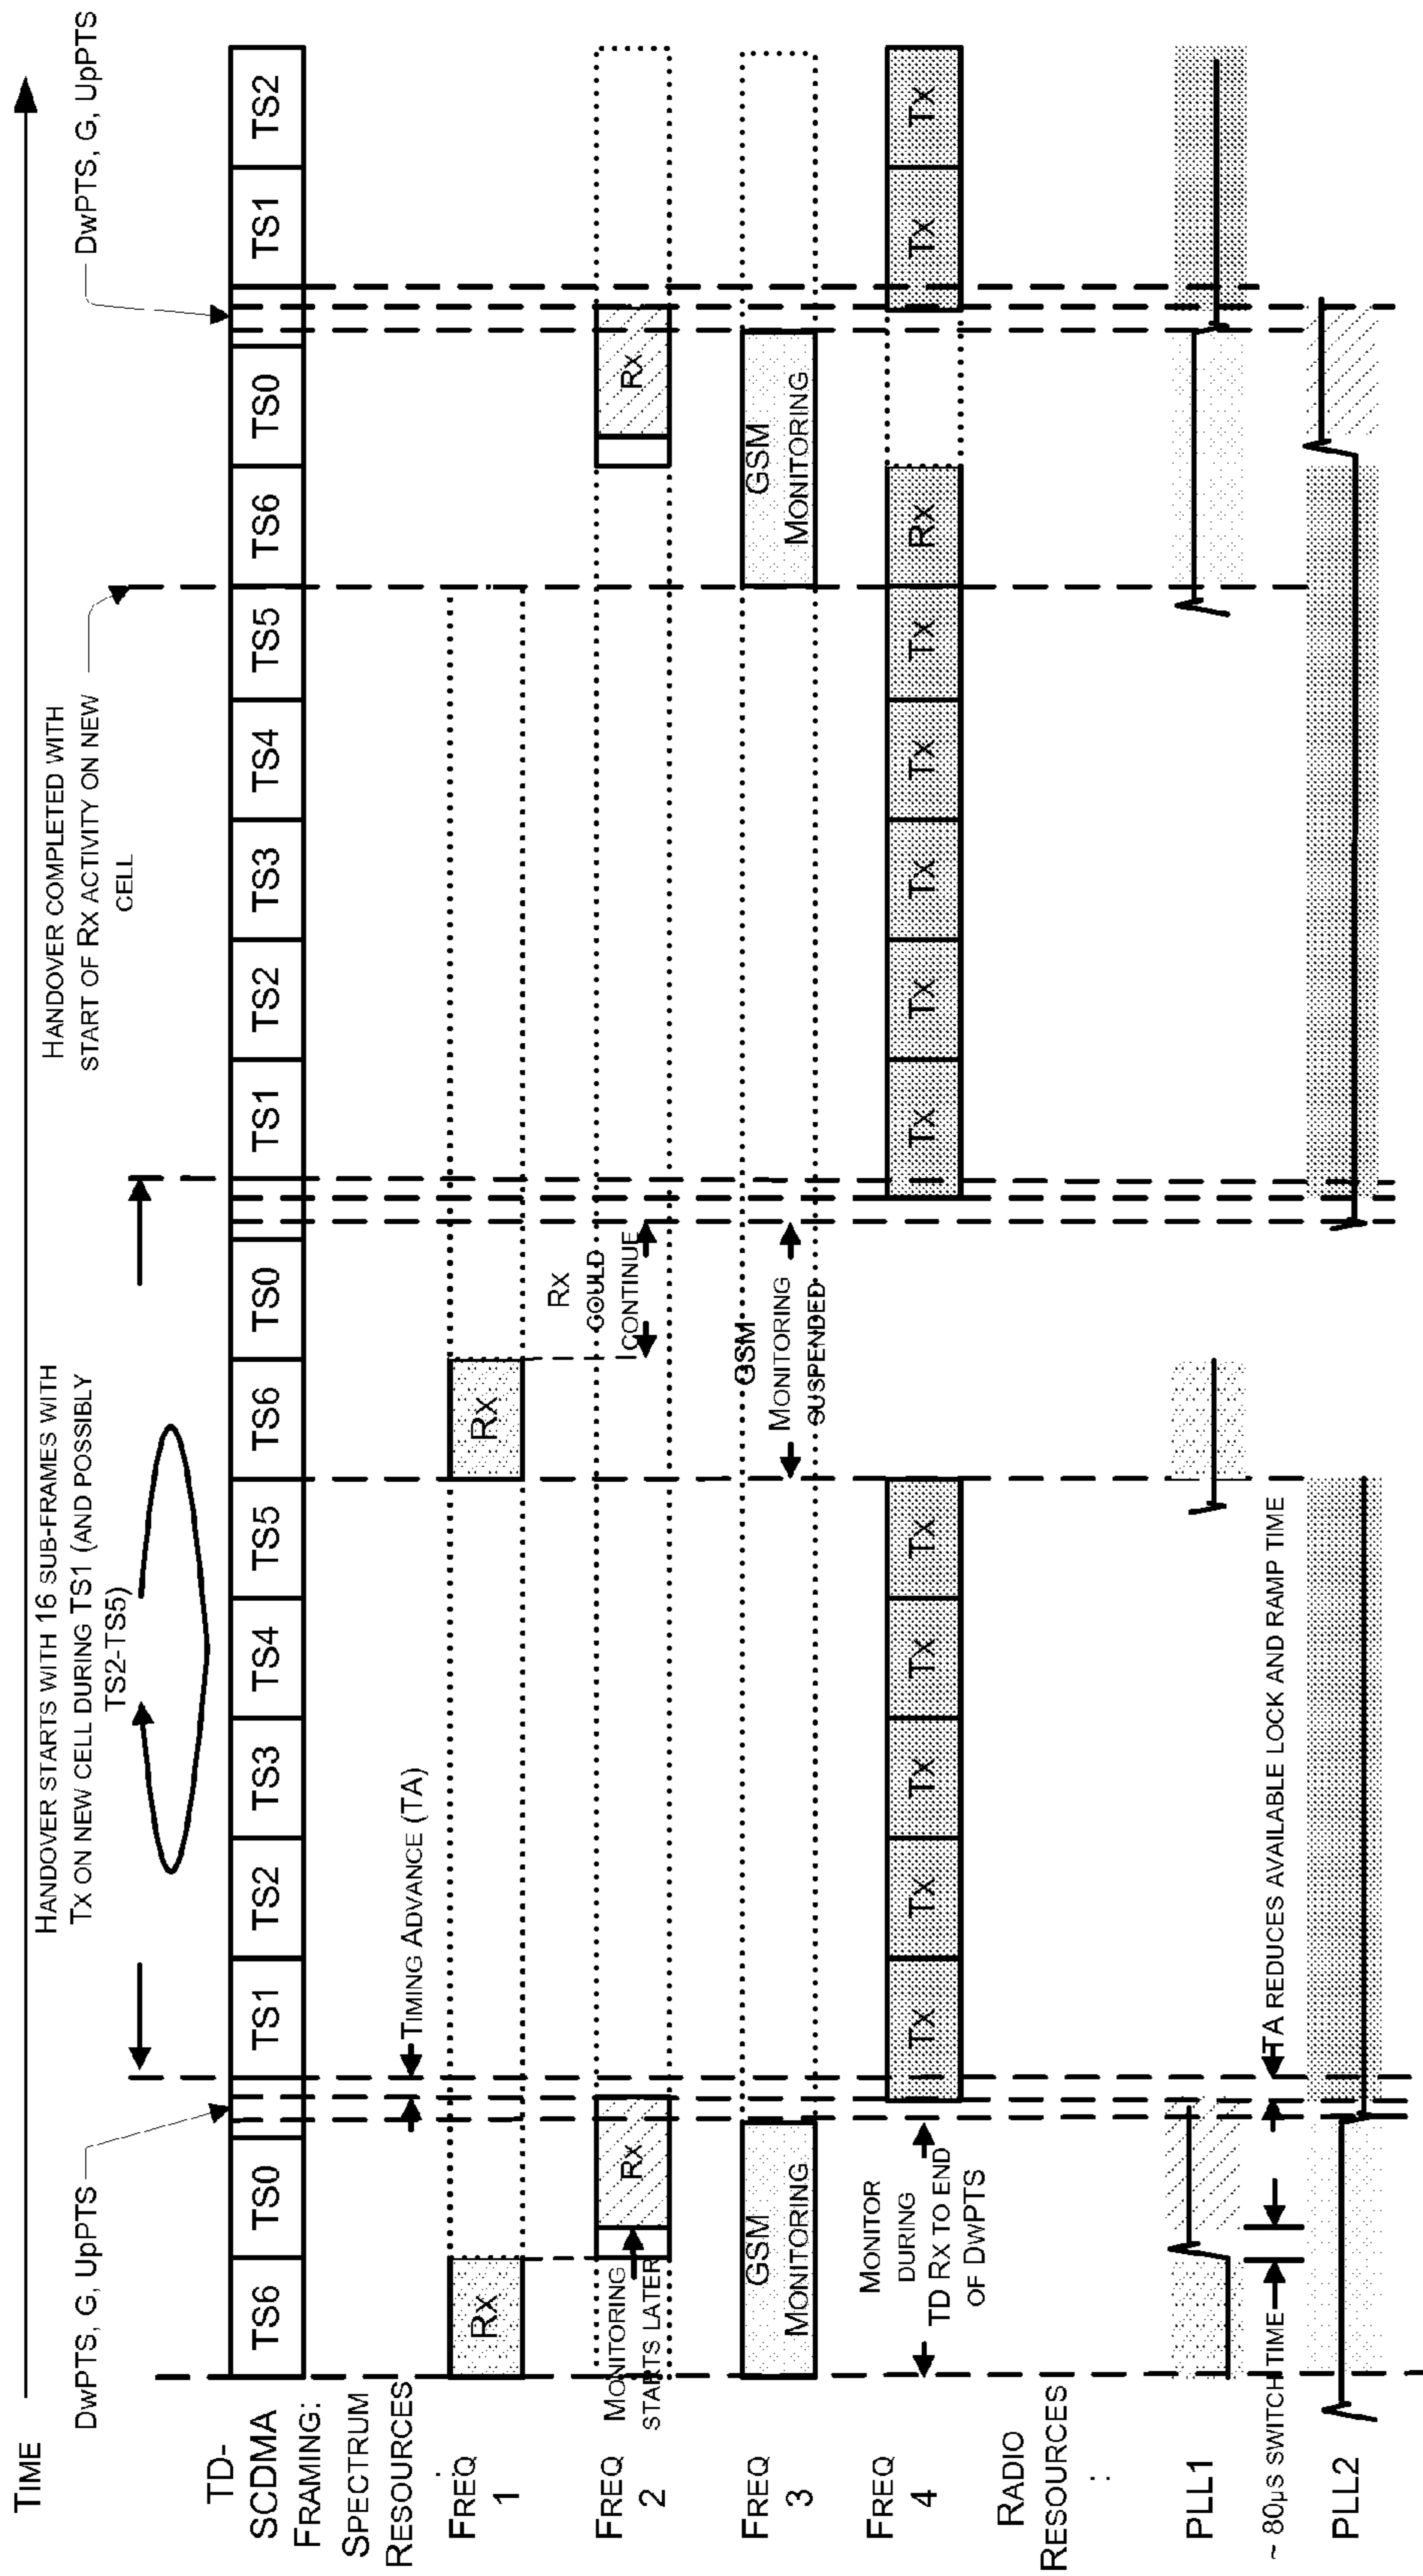 TIME
HANDOVER STARTS WITH 16 SUB-FRAMES WITH
TX ON NEW CELL DURING TS1 (AND POSSIBLY
TS2-TS5)
HANDOVER COMPLETED WITH
START OF RX ACTIVITY ON NEW
CELL
DWPTS, G, UPPTS
DWPTS, G, UPPTS
TD-
SCDMA
FRAMING:
TS6 TS0 TS1 TS2 TS3 TS4 TS5 TS6 TS0 TS1 TS2 TS3 TS4 TS5 TS6 TS0 TS1 TS2
SPECTRUM
RESOURCES
:
TIMING ADVANCE (TA)
FREQ
1
RX RX
RX
COULD
CONTINUE
FREQ
2
MONITORING
STARTS LATER
RX RX
FREQ
3
GSM
MONITORING
GSM
MONITORING
SUSPENDED
GSM
MONITORING
FREQ
4
MONITOR
DURING
TD RX TO END
OF DWPTS
TX TX TX TX TX TX TX TX TX TX RX TX TX
RADIO
RESOURCES
:
PLL1
~ 80µS SWITCH TIME
TA REDUCES AVAILABLE LOCK AND RAMP TIME
PLL2